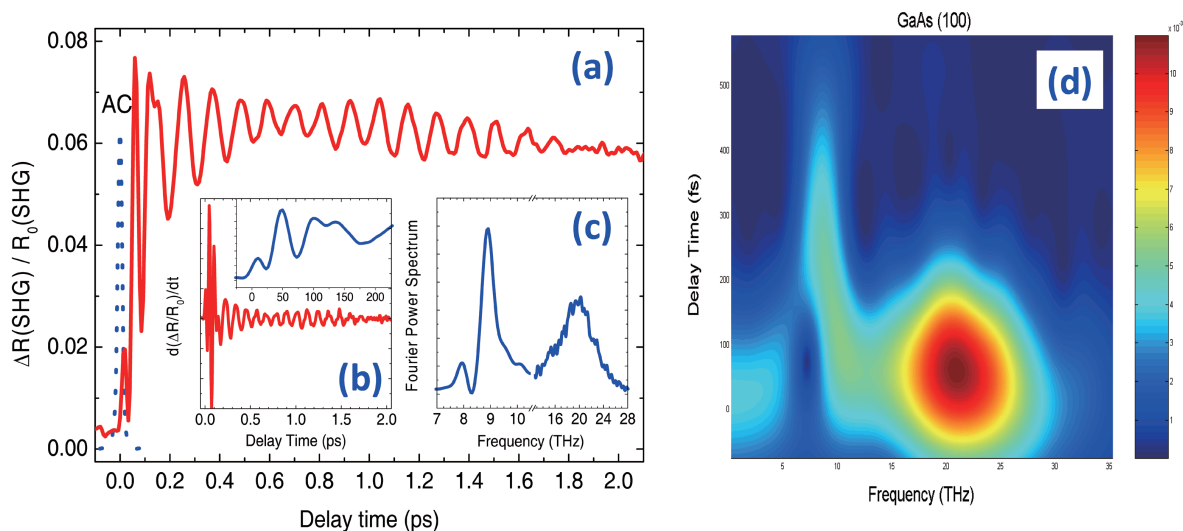 (a)
AC
ΔR(SHG) / R0(SHG)
0.08
0.06
0.04
0.02
0.00
0.0 0.2 0.4 0.6 0.8 1.0 1.2 1.4 1.6 1.8 2.0
Delay time (ps)
(b)
d(ΔR/R0)/dt
0 50 100 150 200
0.0 0.5 1.0 1.5 2.0
Delay Time (ps)
(c)
Fourier Power Spectrum
7 8 9 10 16 20 24 28
Frequency (THz)
GaAs (100)
(d)
Delay Time (fs)
500
400
300
200
100
0
5 10 15 20 25 30 35
Frequency (THz)
x 10⁻³
10
9
8
7
6
5
4
3
2
1